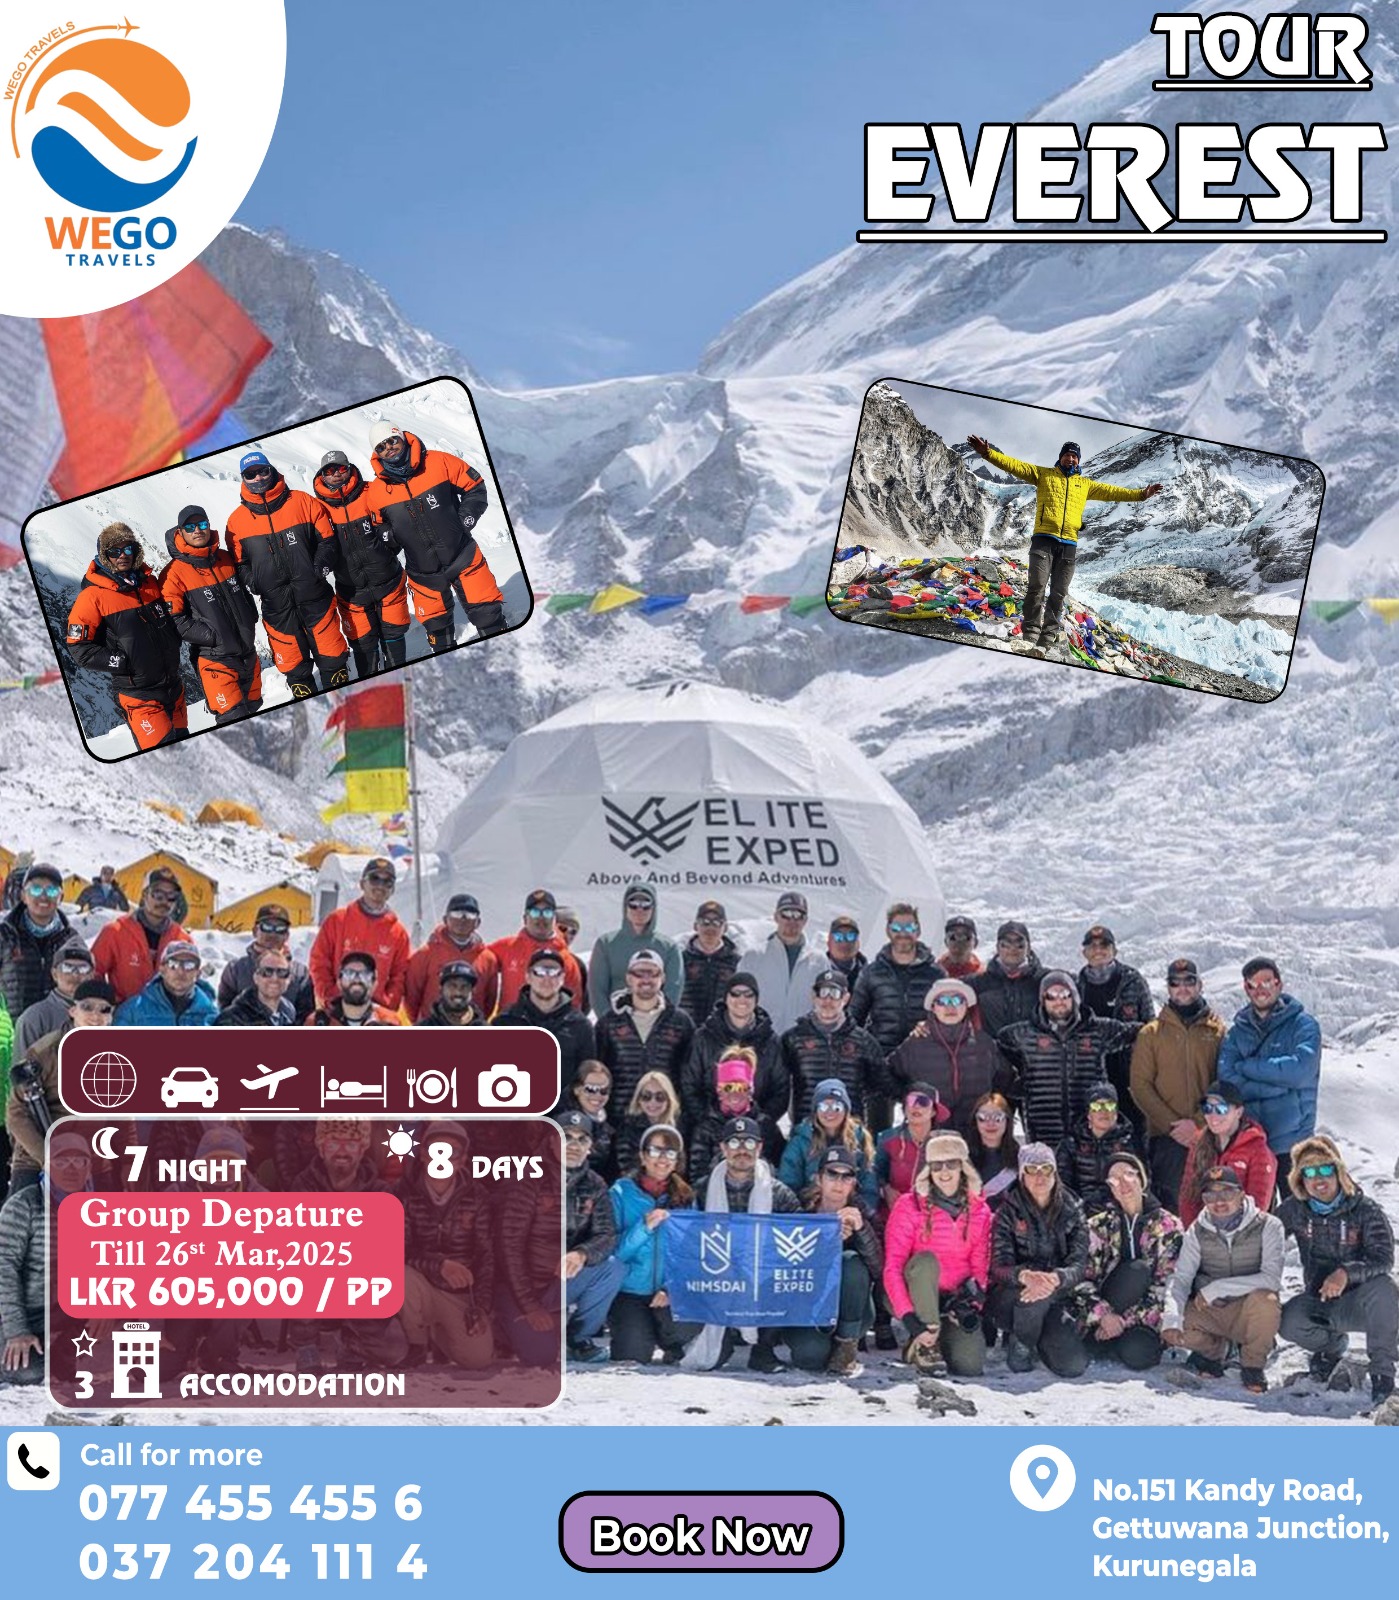 WEGO TRAVELS
WEGO
TRAVELS
TOUR
EVEREST
K2
ELITE
EXPED
Above And Beyond Adventures
NIMSDAI
ELITE
EXPED
7 NIGHT
8 DAYS
Group Depature
Till 26st Mar,2025
LKR 605,000 / PP
HOTEL
3 ACCOMODATION
Call for more
077 455 455 6
037 204 111 4
Book Now
No.151 Kandy Road,
Gettuwana Junction,
Kurunegala